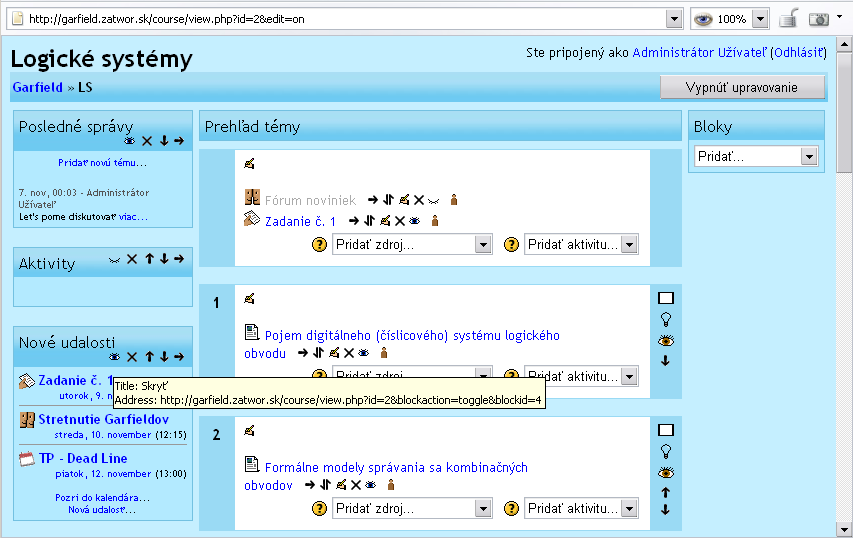 http://garfield.zatwor.sk/course/view.php?id=2&edit=on
100%
Logické systémy
Ste pripojený ako Administrátor Užívateľ (Odhlásiť)
Garfield » LS
Vypnúť upravovanie
Posledné správy
Pridať novú tému...
7. nov, 00:03 - Administrátor
Užívateľ
Let's pome diskutovať viac...
Aktivity
Nové udalosti
Zadanie č. 1
utorok, 9. n
Stretnutie Garfieldov
streda, 10. november (12:15)
TP - Dead Line
piatok, 12. november (13:00)
Pozri do kalendára...
Nová udalosť...
Prehľad témy
Fórum noviniek
Zadanie č. 1
Pridať zdroj...
Pridať aktivitu...
1
Pojem digitálneho (číslicového) systému logického
obvodu
Pridať zdroj...
Pridať aktivitu...
Title: Skryť
Address: http://garfield.zatwor.sk/course/view.php?id=2&blockaction=toggle&blockid=4
2
Formálne modely správania sa kombinačných
obvodov
Pridať zdroj...
Pridať aktivitu...
Bloky
Pridať...